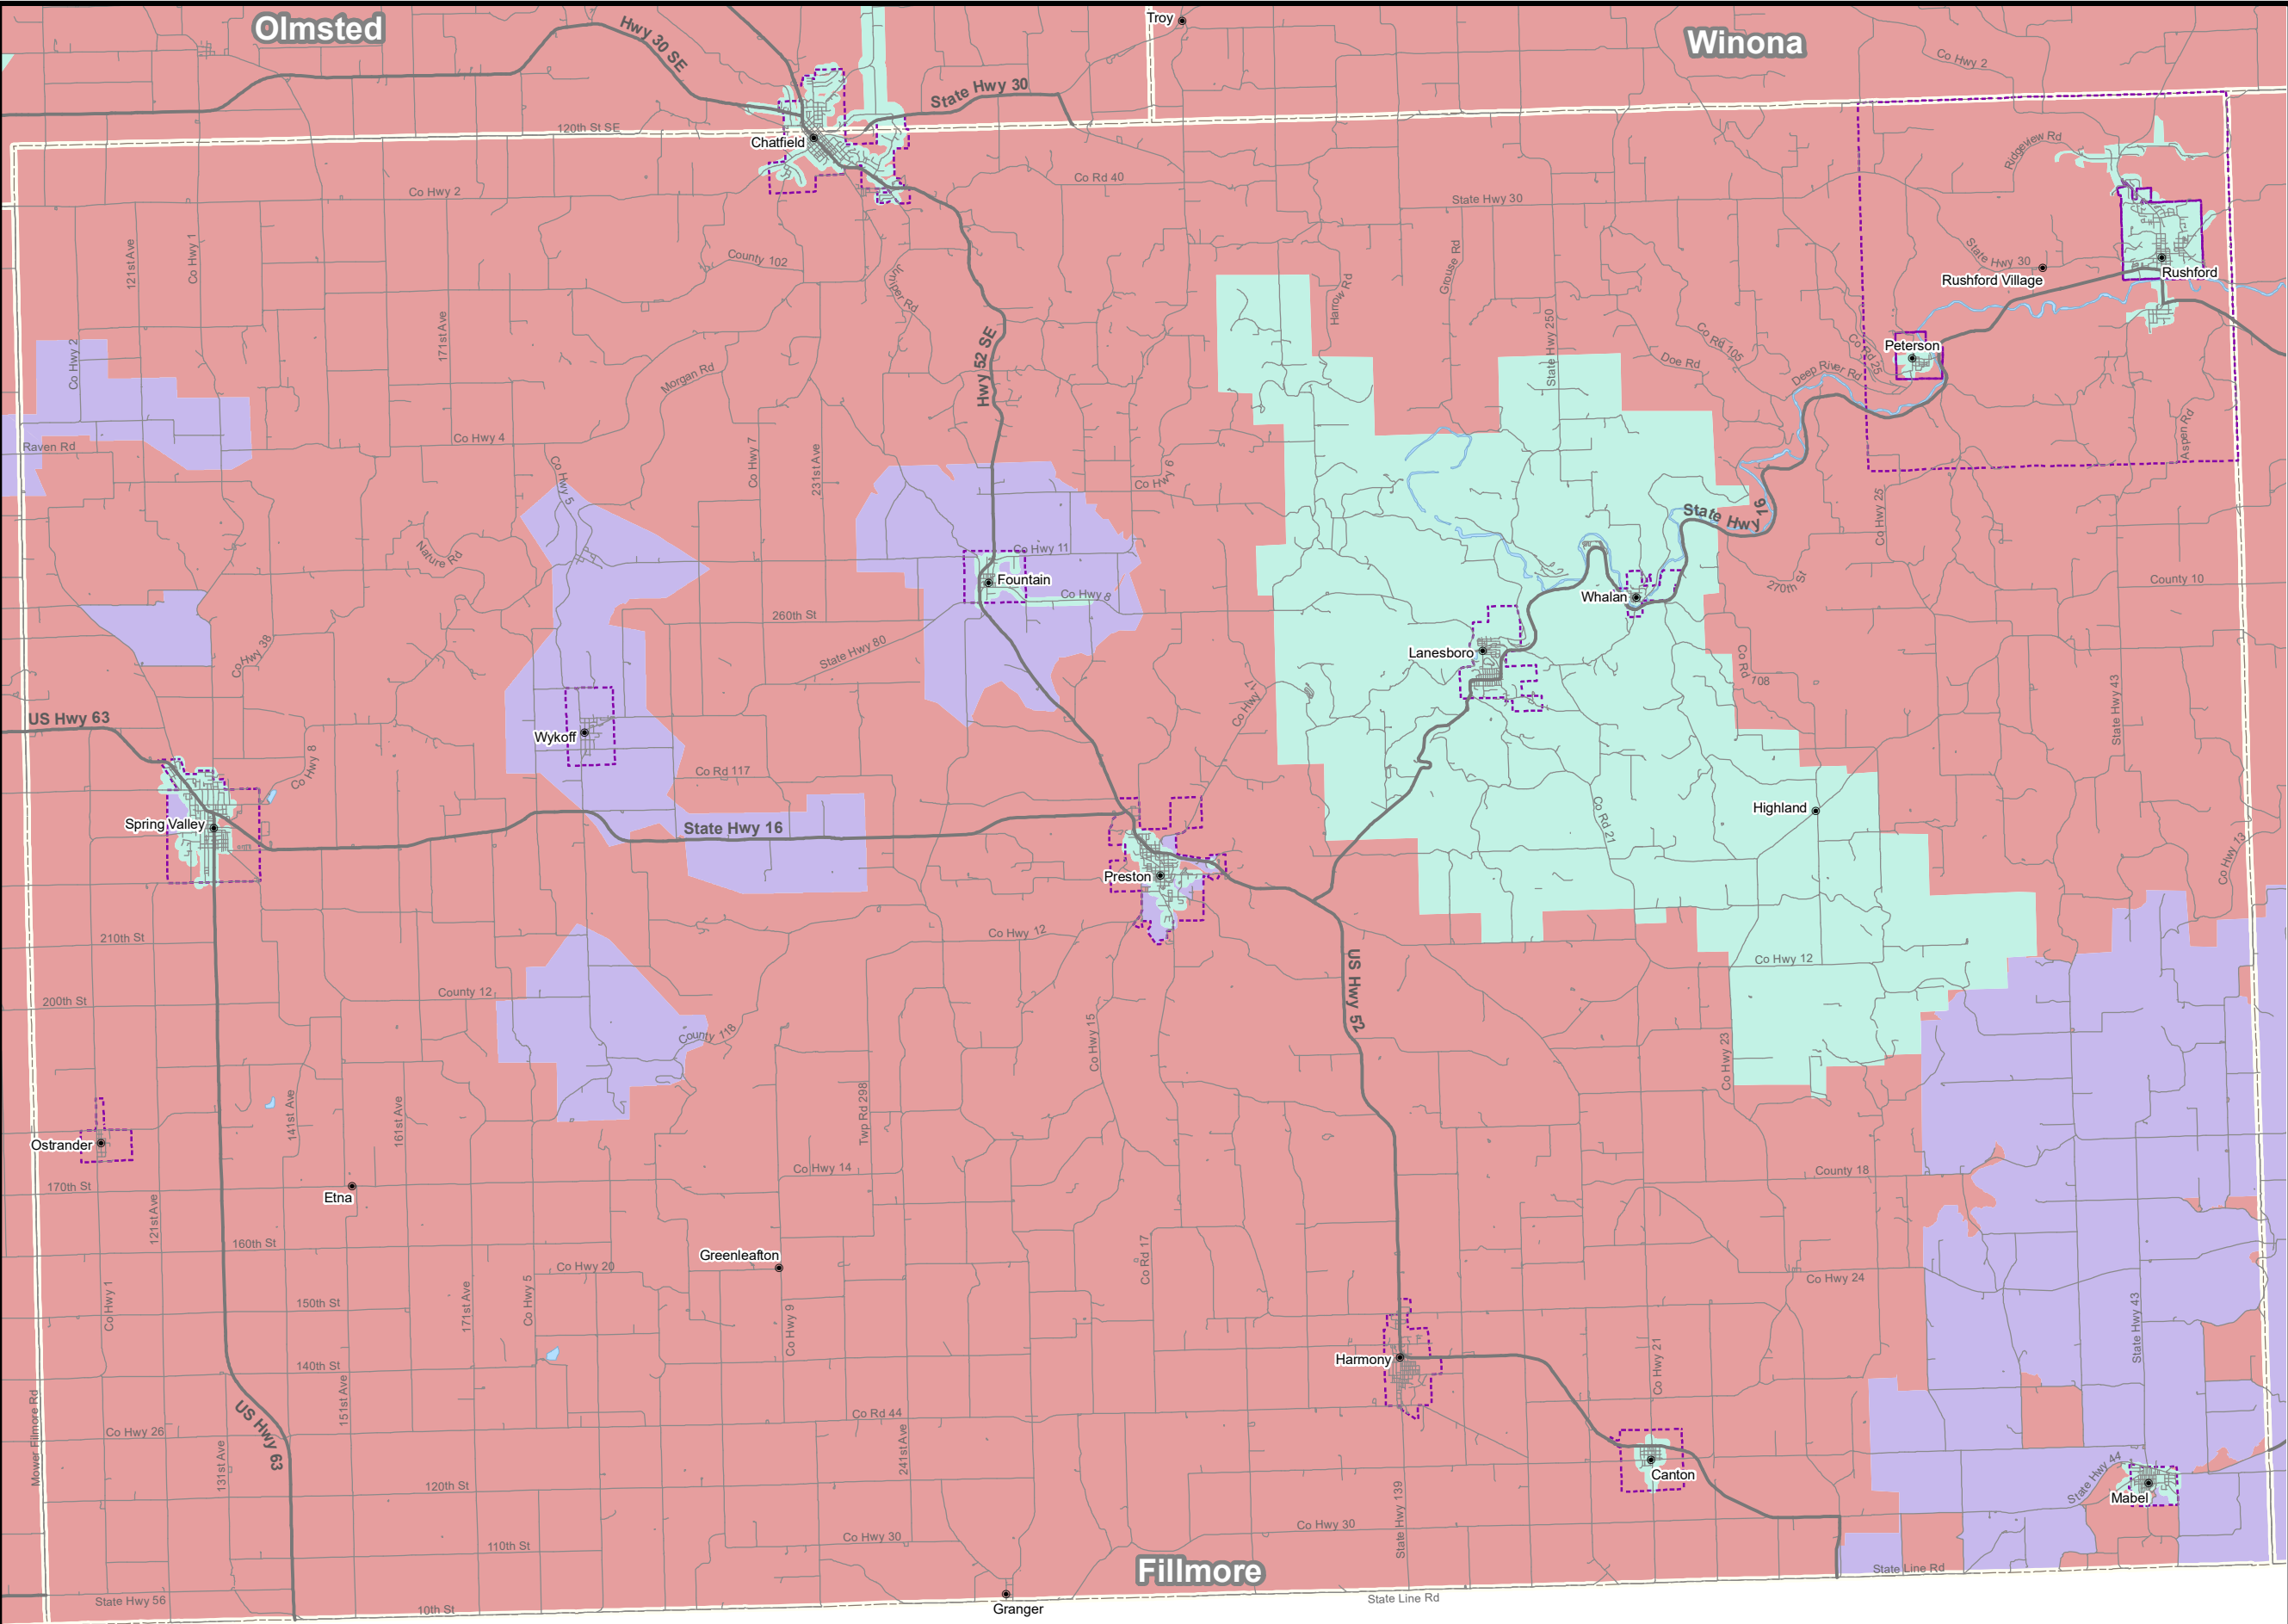 Olmsted
Hwy 30 SE
Troy
Winona
Co Hwy 2
State Hwy 30
120th St SE
Chatfield
Ridgeview Rd
Co Hwy 2
Co Rd 40
State Hwy 30
121st Ave
Co Hwy 1
County 102
Juniper Rd
Harrow Rd
Grouse Rd
State Hwy 30
Rushford Village
Rushford
Co Hwy 2
171st Ave
Hwy 52 SE
State Hwy 250
Co Rd 105
Doe Rd
Co Rd 25
Peterson
Deep River Rd
Morgan Rd
Raven Rd
Co Hwy 4
Co Hwy 5
Co Hwy 7
231st Ave
Co Hwy 6
Aspen Rd
State Hwy 16
Co Hwy 25
Nature Rd
Co Hwy 11
Fountain
Co Hwy 8
270th St
County 10
Whalan
260th St
State Hwy 80
Co Hwy 38
Lanesboro
Co Rd 708
Co Hwy 17
State Hwy 43
US Hwy 63
Wykoff
Co Hwy 8
Co Rd 117
Spring Valley
State Hwy 16
Highland
Co Rd 21
Co Hwy 13
Preston
210th St
Co Hwy 12
Co Hwy 12
US Hwy 52
200th St
County 12
County 118
Co Hwy 15
Co Hwy 23
141st Ave
161st Ave
Twp Rd 298
Ostrander
Co Hwy 14
County 18
170th St
Etna
121st Ave
160th St
Greenleafton
Co Hwy 20
Co Rd 17
Co Hwy 24
Co Hwy 1
150th St
171st Ave
Co Hwy 5
Co Hwy 9
State Hwy 43
Harmony
140th St
Co Hwy 21
Mower Fillmore Rd
151st Ave
US Hwy 63
Co Rd 44
Co Hwy 26
131st Ave
241st Ave
Canton
State Hwy 44
120th St
Mabel
State Hwy 139
Co Hwy 30
Co Hwy 30
110th St
Fillmore
State Line Rd
State Hwy 56
10th St
Granger
State Line Rd